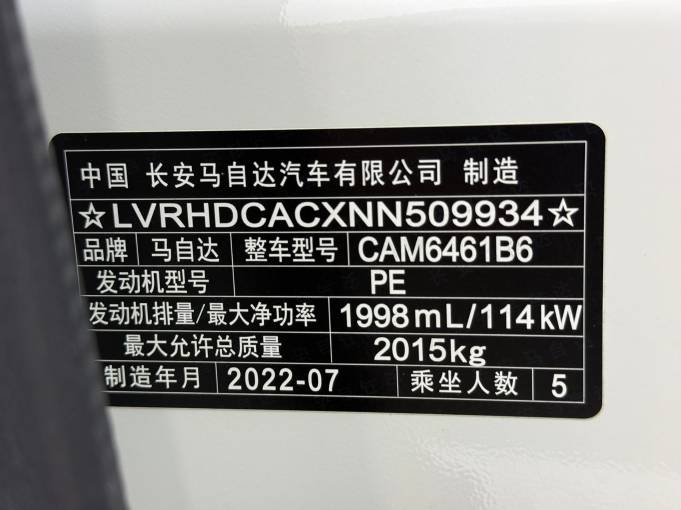 中国 长安马自达汽车有限公司 制造
☆LVRHDCACXNN509934☆
品牌 马自达 整车型号 CAM6461B6
发动机型号 PE
发动机排量/最大净功率 1998mL/114kW
最大允许总质量 2015kg
制造年月 2022-07 乘坐人数 5